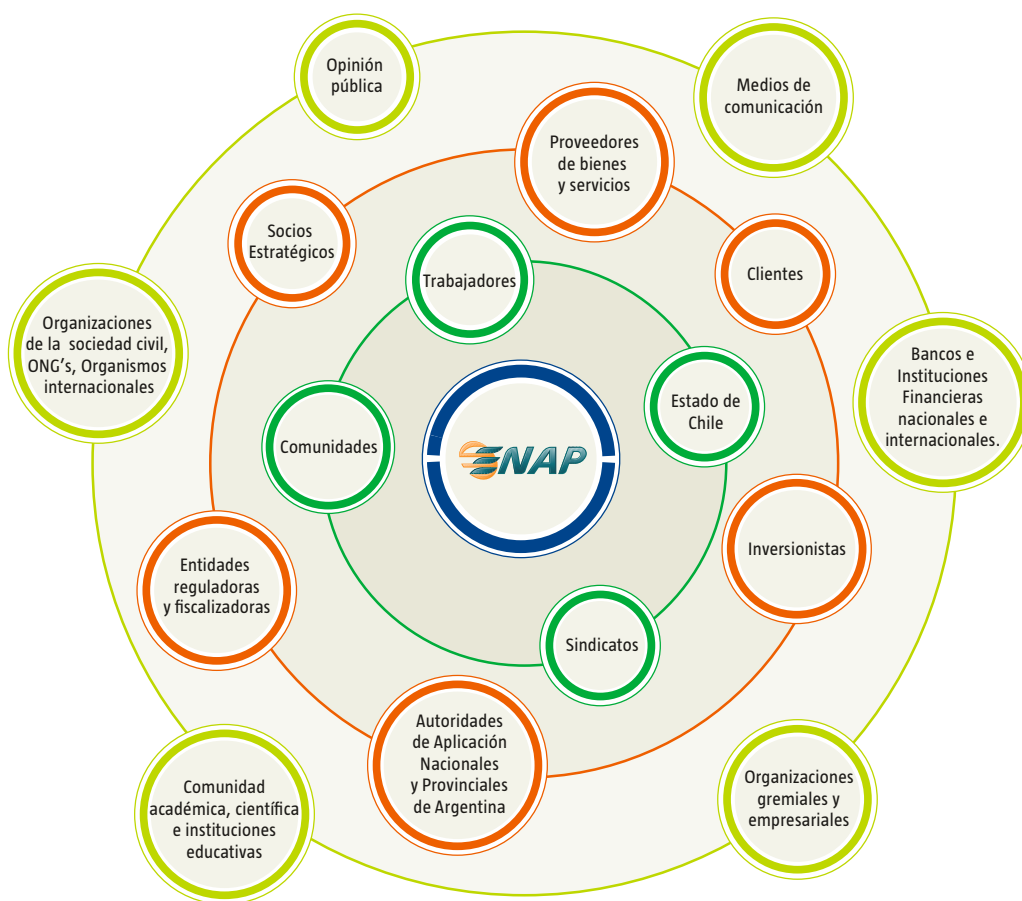 Opinión
pública
Medios de
comunicación
Proveedores
de bienes
y servicios
Socios
Estratégicos
Trabajadores
Clientes
Organizaciones
de la sociedad civil,
ONG's, Organismos
internacionales
Bancos e
Instituciones
Financieras
nacionales e
internacionales.
Estado de
Chile
Comunidades
ENAP
Inversionistas
Entidades
reguladoras
y fiscalizadoras
Sindicatos
Autoridades
de Aplicación
Nacionales
y Provinciales
de Argentina
Comunidad
académica, científica
e instituciones
educativas
Organizaciones
gremiales y
empresariales